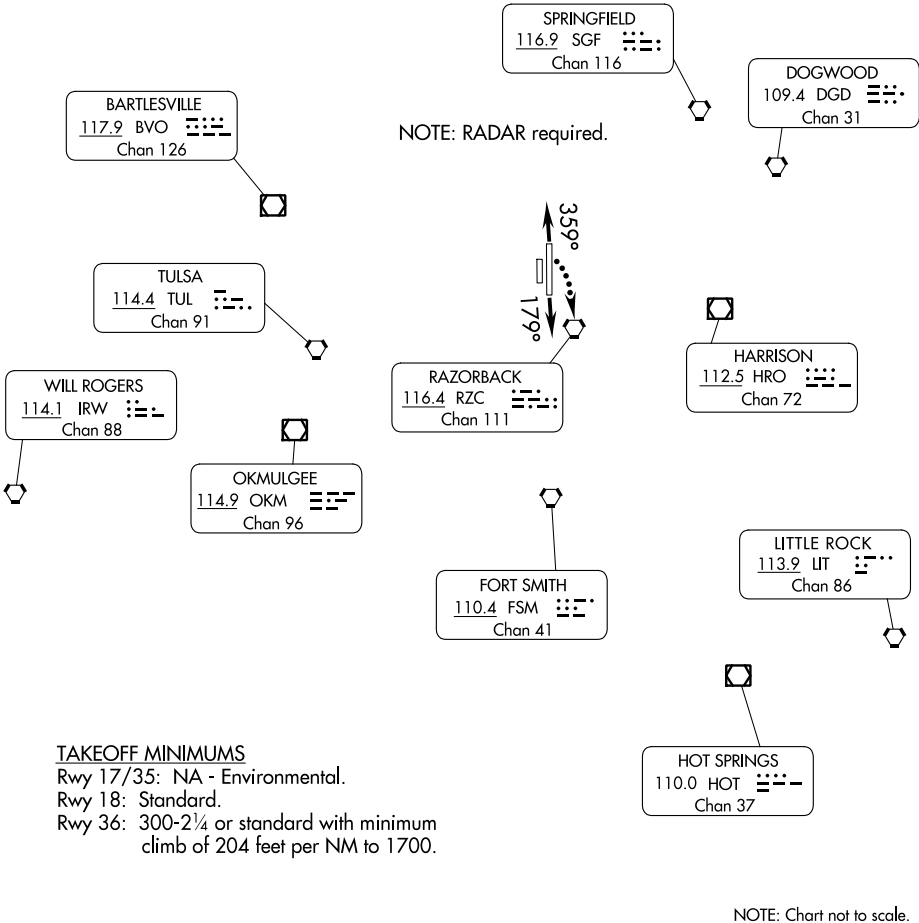 SPRINGFIELD
116.9 SGF
Chan 116
DOGWOOD
109.4 DGD
Chan 31
BARTLESVILLE
117.9 BVO
Chan 126
NOTE: RADAR required.
359°
179°
TULSA
114.4 TUL
Chan 91
HARRISON
112.5 HRO
Chan 72
RAZORBACK
116.4 RZC
Chan 111
WILL ROGERS
114.1 IRW
Chan 88
OKMULGEE
114.9 OKM
Chan 96
LITTLE ROCK
113.9 LIT
Chan 86
FORT SMITH
110.4 FSM
Chan 41
HOT SPRINGS
110.0 HOT
Chan 37
TAKEOFF MINIMUMS
Rwy 17/35: NA - Environmental.
Rwy 18: Standard.
Rwy 36: 300-2¼ or standard with minimum
climb of 204 feet per NM to 1700.
NOTE: Chart not to scale.